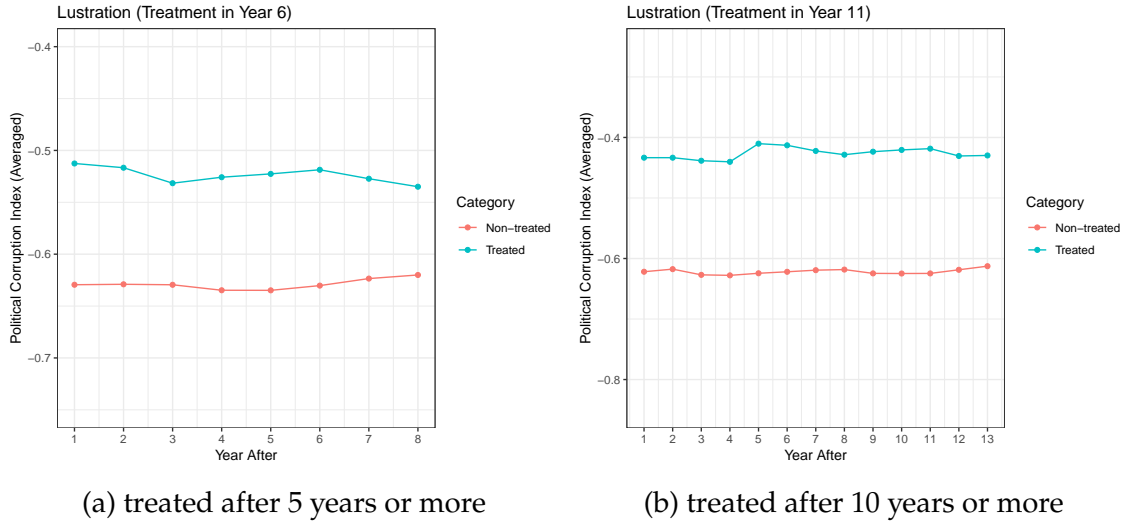 Lustration (Treatment in Year 6)
Political Corruption Index (Averaged)
−0.4
−0.5
−0.6
−0.7
1 2 3 4 5 6 7 8
Year After
Category
Non−treated
Treated
(a) treated after 5 years or more
Lustration (Treatment in Year 11)
Political Corruption Index (Averaged)
−0.4
−0.6
−0.8
1 2 3 4 5 6 7 8 9 10 11 12 13
Year After
Category
Non−treated
Treated
(b) treated after 10 years or more